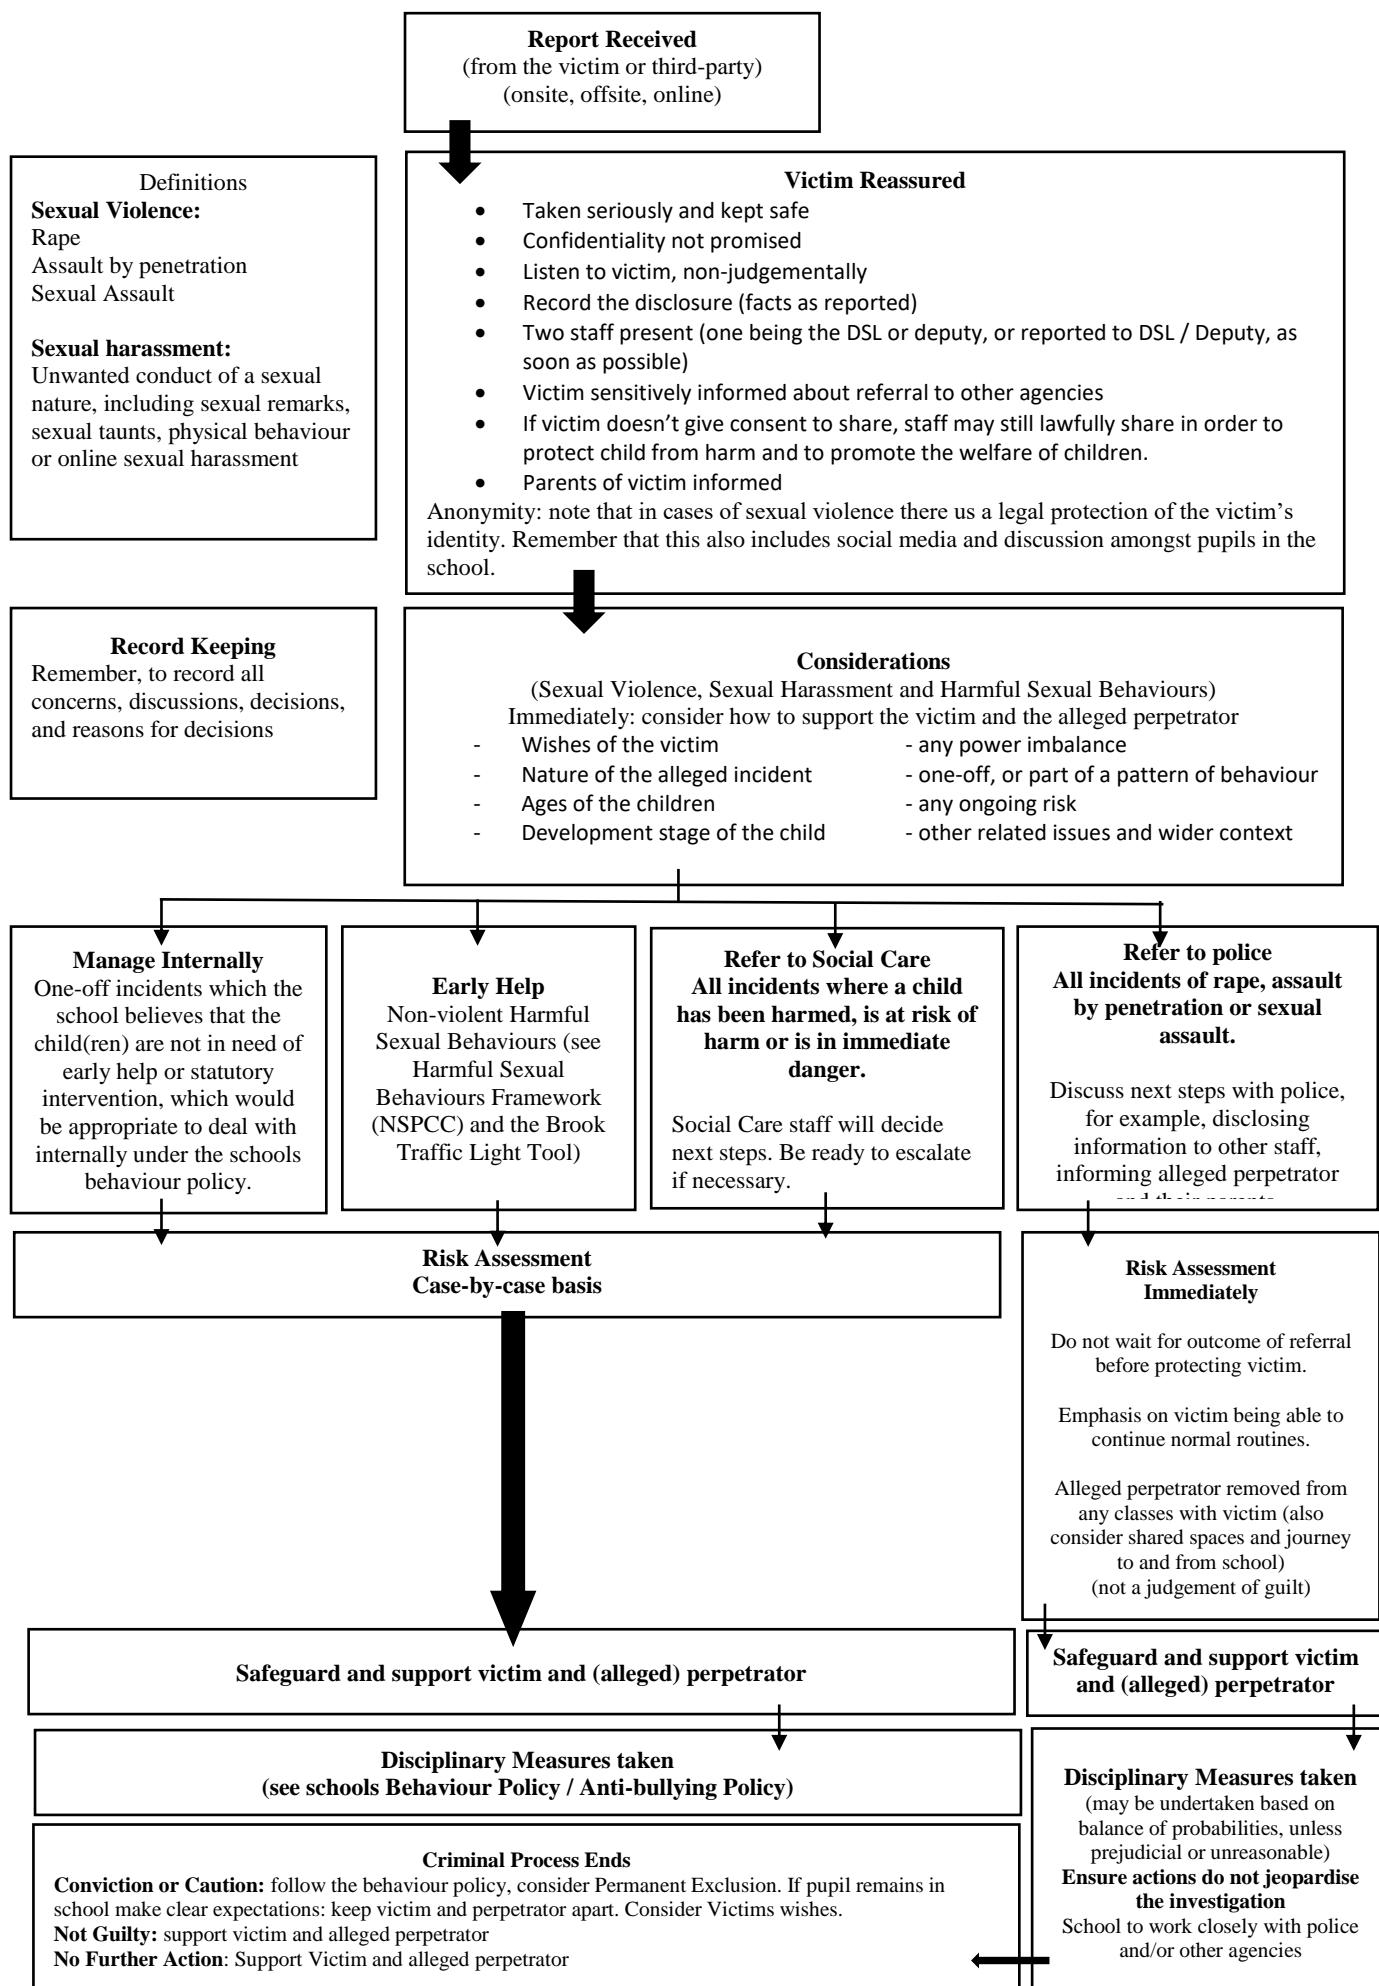 Report Received
(from the victim or third-party)
(onsite, offsite, online)
Definitions
Sexual Violence:
Rape
Assault by penetration
Sexual Assault
Sexual harassment:
Unwanted conduct of a sexual
nature, including sexual remarks,
sexual taunts, physical behaviour
or online sexual harassment
Victim Reassured
• Taken seriously and kept safe
• Confidentiality not promised
• Listen to victim, non-judgementally
• Record the disclosure (facts as reported)
• Two staff present (one being the DSL or deputy, or reported to DSL / Deputy, as
soon as possible)
• Victim sensitively informed about referral to other agencies
• If victim doesn't give consent to share, staff may still lawfully share in order to
protect child from harm and to promote the welfare of children.
• Parents of victim informed
Anonymity: note that in cases of sexual violence there us a legal protection of the victim's
identity. Remember that this also includes social media and discussion amongst pupils in the
school.
Record Keeping
Remember, to record all
concerns, discussions, decisions,
and reasons for decisions
Considerations
(Sexual Violence, Sexual Harassment and Harmful Sexual Behaviours)
Immediately: consider how to support the victim and the alleged perpetrator
- Wishes of the victim - any power imbalance
- Nature of the alleged incident - one-off, or part of a pattern of behaviour
- Ages of the children - any ongoing risk
- Development stage of the child - other related issues and wider context
Manage Internally
One-off incidents which the
school believes that the
child(ren) are not in need of
early help or statutory
intervention, which would
be appropriate to deal with
internally under the schools
behaviour policy.
Early Help
Non-violent Harmful
Sexual Behaviours (see
Harmful Sexual
Behaviours Framework
(NSPCC) and the Brook
Traffic Light Tool)
Refer to Social Care
All incidents where a child
has been harmed, is at risk of
harm or is in immediate
danger.
Social Care staff will decide
next steps. Be ready to escalate
if necessary.
Refer to police
All incidents of rape, assault
by penetration or sexual
assault.
Discuss next steps with police,
for example, disclosing
information to other staff,
informing alleged perpetrator
and their parents
Risk Assessment
Case-by-case basis
Risk Assessment
Immediately
Do not wait for outcome of referral
before protecting victim.
Emphasis on victim being able to
continue normal routines.
Alleged perpetrator removed from
any classes with victim (also
consider shared spaces and journey
to and from school)
(not a judgement of guilt)
Safeguard and support victim and (alleged) perpetrator
Safeguard and support victim
and (alleged) perpetrator
Disciplinary Measures taken
(see schools Behaviour Policy / Anti-bullying Policy)
Disciplinary Measures taken
(may be undertaken based on
balance of probabilities, unless
prejudicial or unreasonable)
Ensure actions do not jeopardise
the investigation
School to work closely with police
and/or other agencies
Criminal Process Ends
Conviction or Caution: follow the behaviour policy, consider Permanent Exclusion. If pupil remains in
school make clear expectations: keep victim and perpetrator apart. Consider Victims wishes.
Not Guilty: support victim and alleged perpetrator
No Further Action: Support Victim and alleged perpetrator